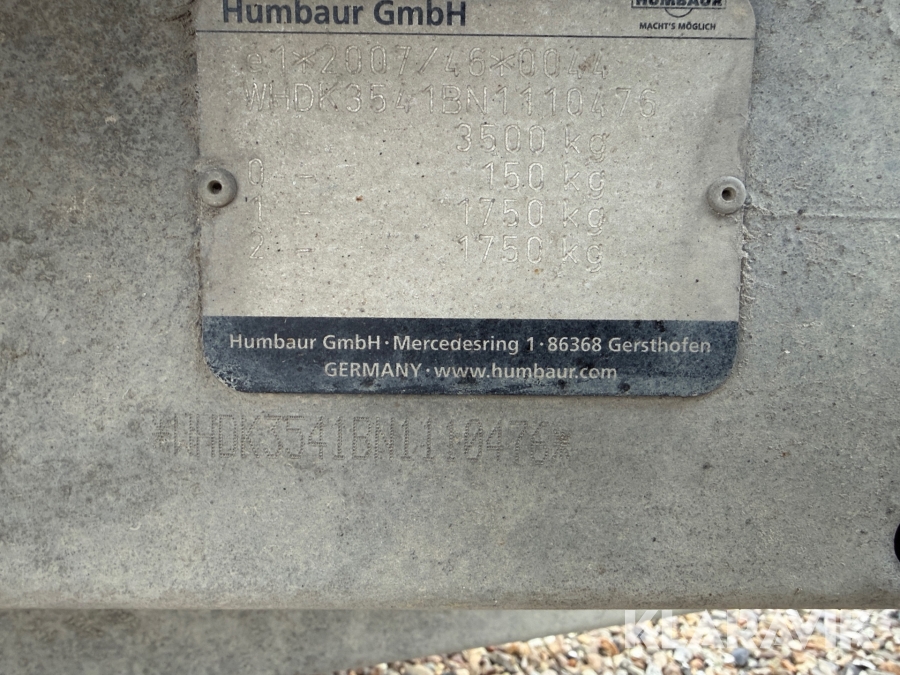 Humbaur GmbH
HUMBAUR
MACHT'S MÖGLICH
e1*2007/46*0044
WHDK3541BN1110476
3500 kg
0 - 150 kg
1 - 1750 kg
2 - 1750 kg
Humbaur GmbH · Mercedesring 1 · 86368 Gersthofen
GERMANY · www.humbaur.com
*WHDK3541BN1110476*
KLARAVIK